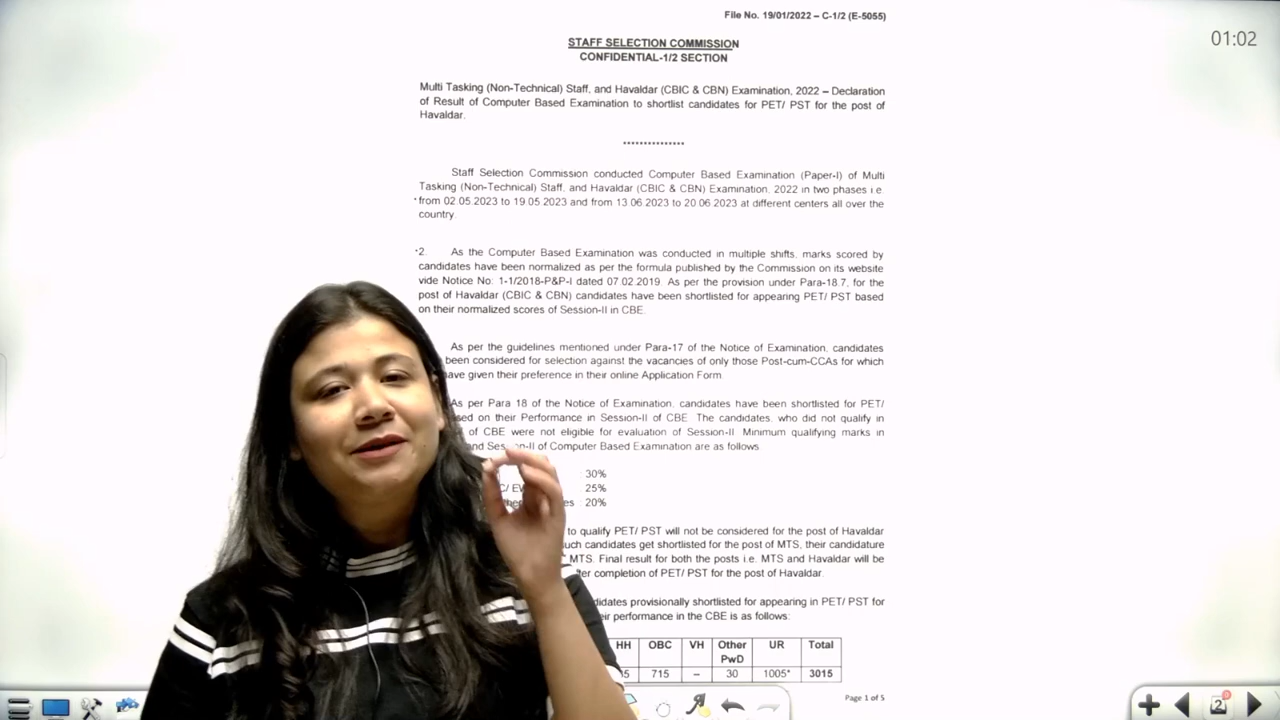 File No. 19/01/2022 – C-1/2 (E-5055)
01:02
STAFF SELECTION COMMISSION
CONFIDENTIAL-1/2 SECTION
Multi Tasking (Non-Technical) Staff, and Havaldar (CBIC & CBN) Examination, 2022 – Declaration
of Result of Computer Based Examination to shortlist candidates for PET/ PST for the post of
Havaldar.
***************
Staff Selection Commission conducted Computer Based Examination (Paper-I) of Multi
Tasking (Non-Technical) Staff, and Havaldar (CBIC & CBN) Examination, 2022 in two phases i.e.
from 02.05.2023 to 19.05.2023 and from 13.06.2023 to 20.06.2023 at different centers all over the
country.
2. As the Computer Based Examination was conducted in multiple shifts, marks scored by
candidates have been normalized as per the formula published by the Commission on its website
vide Notice No: 1-1/2018-P&P-I dated 07.02.2019. As per the provision under Para-18.7, for the
post of Havaldar (CBIC & CBN) candidates have been shortlisted for appearing PET/ PST based
on their normalized scores of Session-II in CBE.
As per the guidelines mentioned under Para-17 of the Notice of Examination, candidates
been considered for selection against the vacancies of only those Post-cum-CCAs for which
have given their preference in their online Application Form.
As per Para 18 of the Notice of Examination, candidates have been shortlisted for PET/
on their Performance in Session-II of CBE. The candidates, who did not qualify in
of CBE were not eligible for evaluation of Session-II. Minimum qualifying marks in
and Session-II of Computer Based Examination are as follows
: 30%
: 25%
: 20%
to qualify PET/ PST will not be considered for the post of Havaldar
such candidates get shortlisted for the post of MTS, their candidature
MTS. Final result for both the posts i.e. MTS and Havaldar will be
after completion of PET/ PST for the post of Havaldar.
candidates provisionally shortlisted for appearing in PET/ PST for
their performance in the CBE is as follows:
HH OBC VH Other PwD UR Total
5 715 -- 30 1005* 3015
Page 1 of 5
2